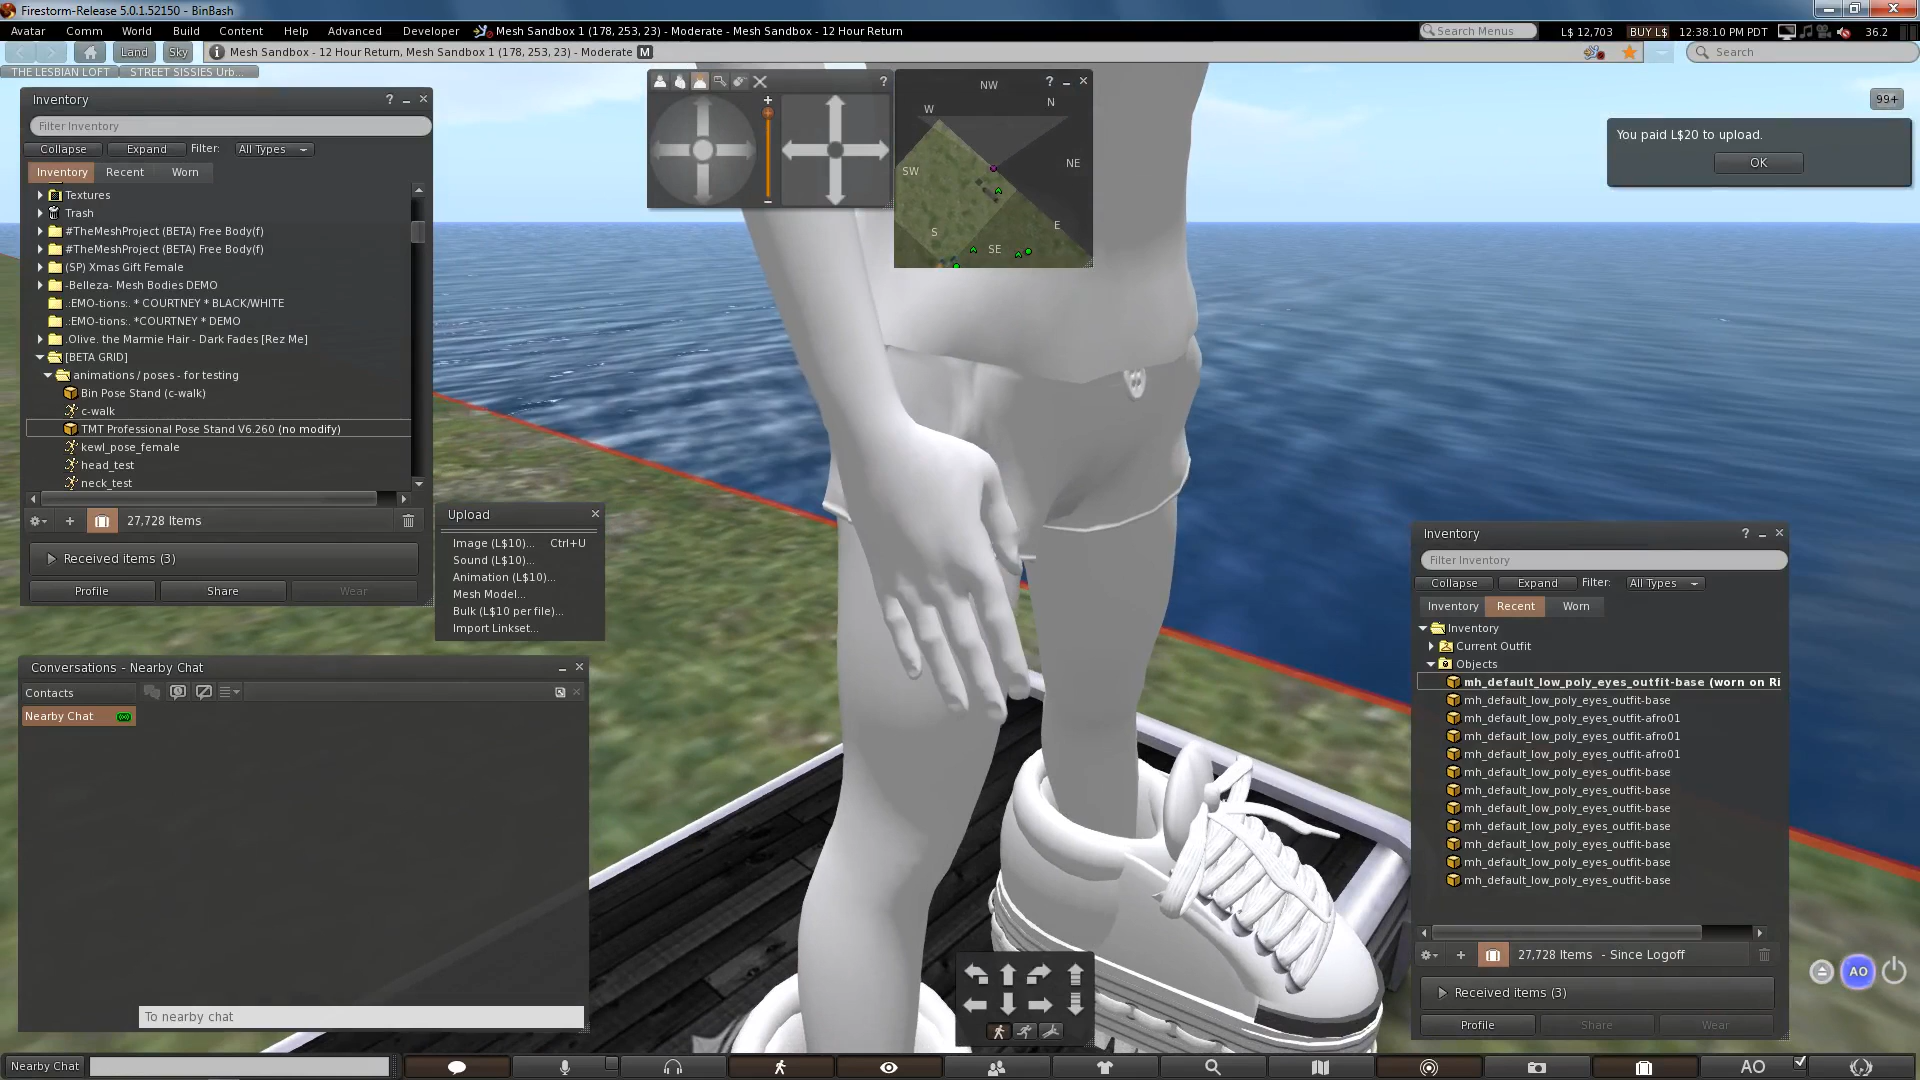 Firestorm-Release 5.0.1.52150 - BinBash
Avatar Comm World Build Content Help Advanced Developer Mesh Sandbox 1 (178, 253, 23) - Moderate - Mesh Sandbox - 12 Hour Return
Search Menus
L$ 12,703 BUY L$ 12:38:10 PM PDT 36.2
Land Sky Mesh Sandbox - 12 Hour Return, Mesh Sandbox 1 (178, 253, 23) - Moderate M
Search
THE LESBIAN LOFT STREET SISSIES Urb...
Inventory ?
Filter Inventory
Collapse Expand Filter: All Types
Inventory Recent Worn
Textures
Trash
#TheMeshProject (BETA) Free Body(f)
#TheMeshProject (BETA) Free Body(f)
(SP) Xmas Gift Female
-Belleza- Mesh Bodies DEMO
.:EMO-tions:. * COURTNEY * BLACK/WHITE
.:EMO-tions:. *COURTNEY * DEMO
.Olive. the Marmie Hair - Dark Fades [Rez Me]
[BETA GRID]
animations / poses - for testing
Bin Pose Stand (c-walk)
c-walk
TMT Professional Pose Stand V6.260 (no modify)
kewl_pose_female
head_test
neck_test
27,728 Items
Received items (3)
Profile Share Wear
?
?
NW
N
W
NE
SW
E
S
SE
99+
You paid L$20 to upload.
OK
Upload
Image (L$10)... Ctrl+U
Sound (L$10)...
Animation (L$10)...
Mesh Model...
Bulk (L$10 per file)...
Import Linkset...
Conversations - Nearby Chat
Contacts
Nearby Chat
To nearby chat
Inventory ?
Filter Inventory
Collapse Expand Filter: All Types
Inventory Recent Worn
Inventory
Current Outfit
Objects
mh_default_low_poly_eyes_outfit-base (worn on Ri
mh_default_low_poly_eyes_outfit-base
mh_default_low_poly_eyes_outfit-afro01
mh_default_low_poly_eyes_outfit-afro01
mh_default_low_poly_eyes_outfit-afro01
mh_default_low_poly_eyes_outfit-base
mh_default_low_poly_eyes_outfit-base
mh_default_low_poly_eyes_outfit-base
mh_default_low_poly_eyes_outfit-base
mh_default_low_poly_eyes_outfit-base
mh_default_low_poly_eyes_outfit-base
mh_default_low_poly_eyes_outfit-base
27,728 Items - Since Logoff
Received items (3)
Profile Share Wear
AO
Nearby Chat
AO